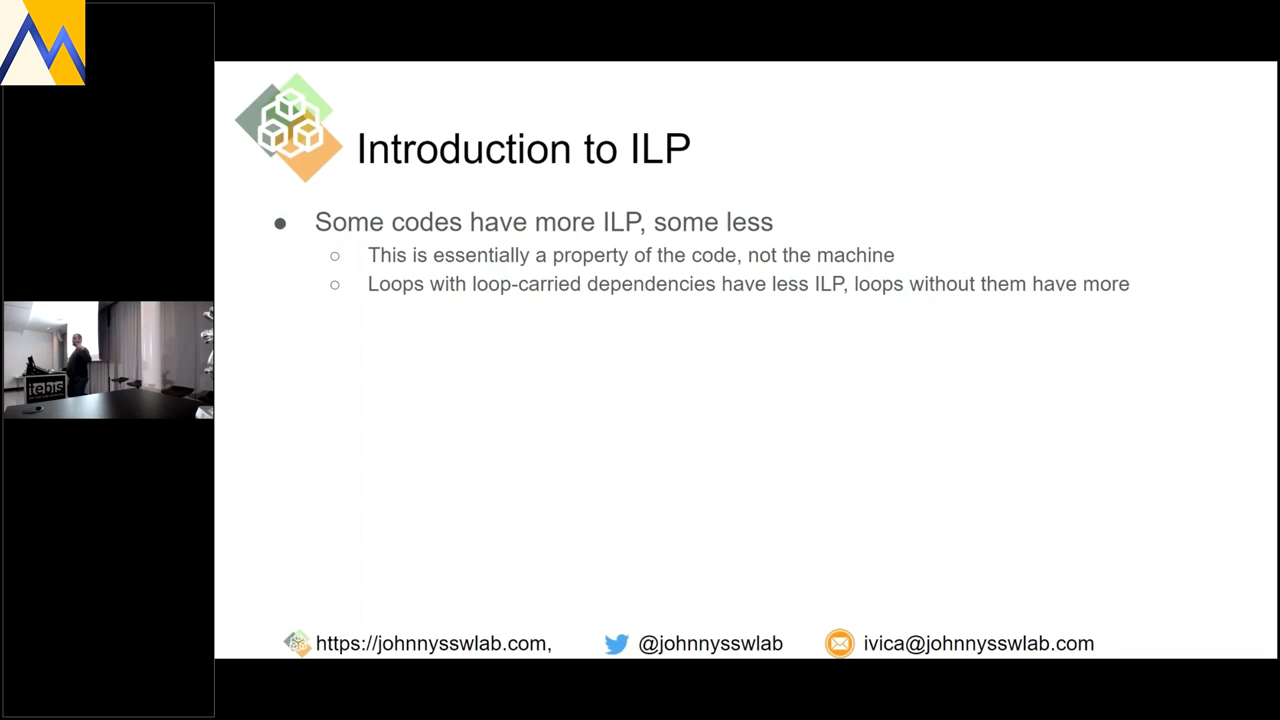 Introduction to ILP
● Some codes have more ILP, some less
○ This is essentially a property of the code, not the machine
○ Loops with loop-carried dependencies have less ILP, loops without them have more
tebis
https://johnnysswlab.com, @johnnysswlab ivica@johnnysswlab.com